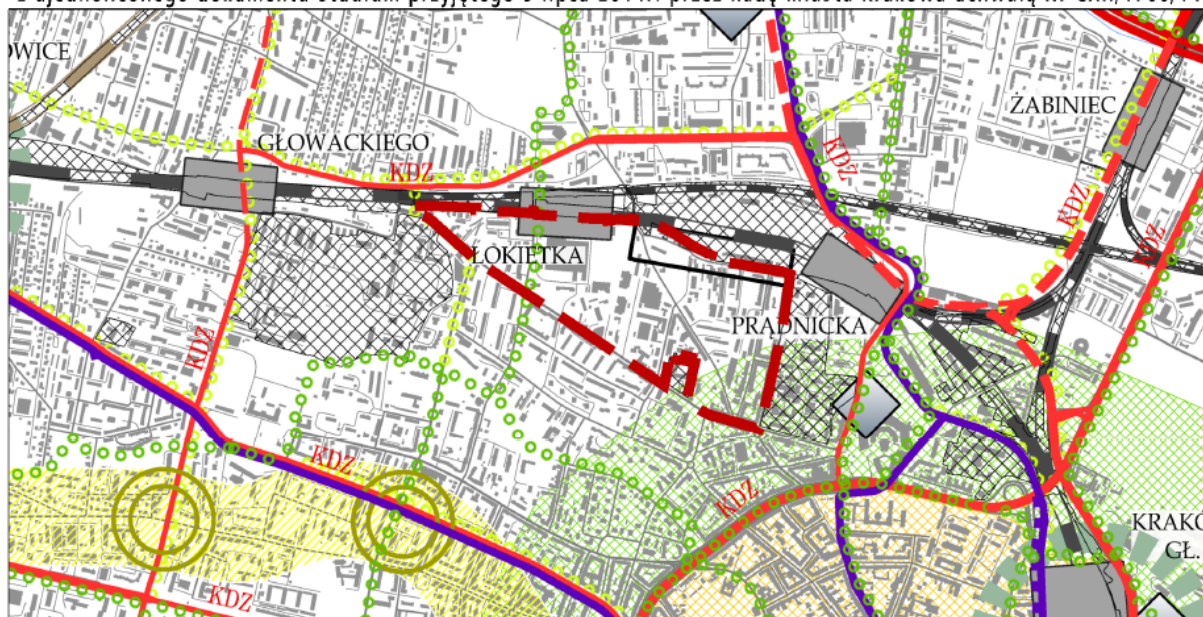 OWICE
ŻABINIEC
GŁOWACKIEGO
KDZ
KDZ
KDZ
KDZ
ŁOKIETKA
PRĄDNICKA
KDZ
KDZ
KDZ
KRAKÓ
GŁ.
KDZ